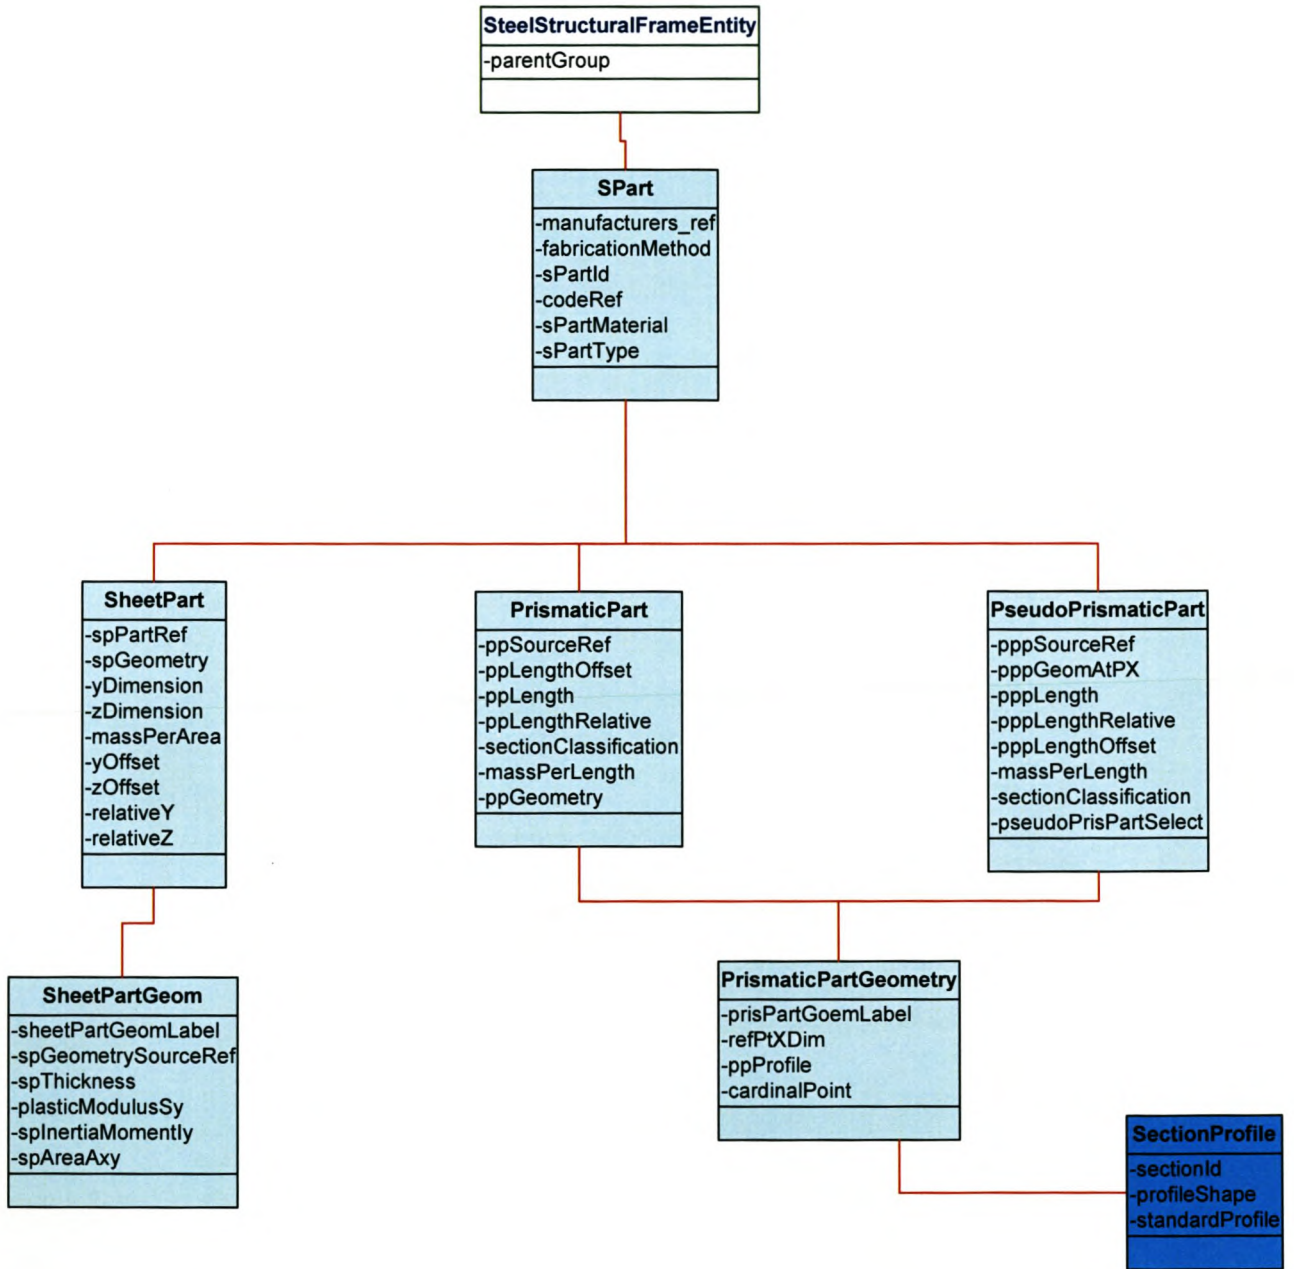 SteelStructuralFrameEntity
-parentGroup
SPart
-manufacturers_ref
-fabricationMethod
-sPartId
-codeRef
-sPartMaterial
-sPartType
SheetPart
-spPartRef
-spGeometry
-yDimension
-zDimension
-massPerArea
-yOffset
-zOffset
-relativeY
-relativeZ
PrismaticPart
-ppSourceRef
-ppLengthOffset
-ppLength
-ppLengthRelative
-sectionClassification
-massPerLength
-ppGeometry
PseudoPrismaticPart
-pppSourceRef
-pppGeomAtPX
-pppLength
-pppLengthRelative
-pppLengthOffset
-massPerLength
-sectionClassification
-pseudoPrisPartSelect
SheetPartGeom
-sheetPartGeomLabel
-spGeometrySourceRef
-spThickness
-plasticModulusSy
-spInertiaMomentIy
-spAreaAxy
PrismaticPartGeometry
-prisPartGoemLabel
-refPtXDim
-ppProfile
-cardinalPoint
SectionProfile
-sectionId
-profileShape
-standardProfile